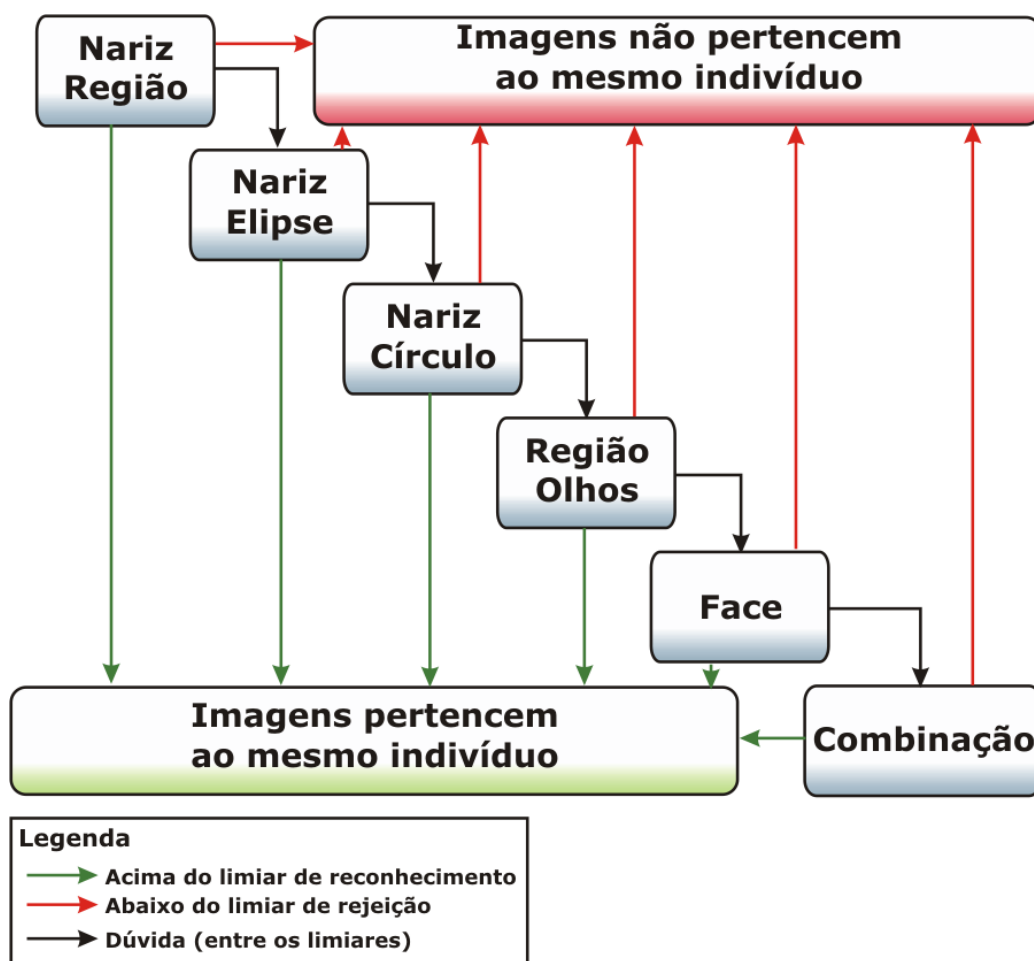 Nariz
Região
Imagens não pertencem
ao mesmo indivíduo
Nariz
Elipse
Nariz
Círculo
Região
Olhos
Face
Imagens pertencem
ao mesmo indivíduo
Combinação
Legenda
Acima do limiar de reconhecimento
Abaixo do limiar de rejeição
Dúvida (entre os limiares)